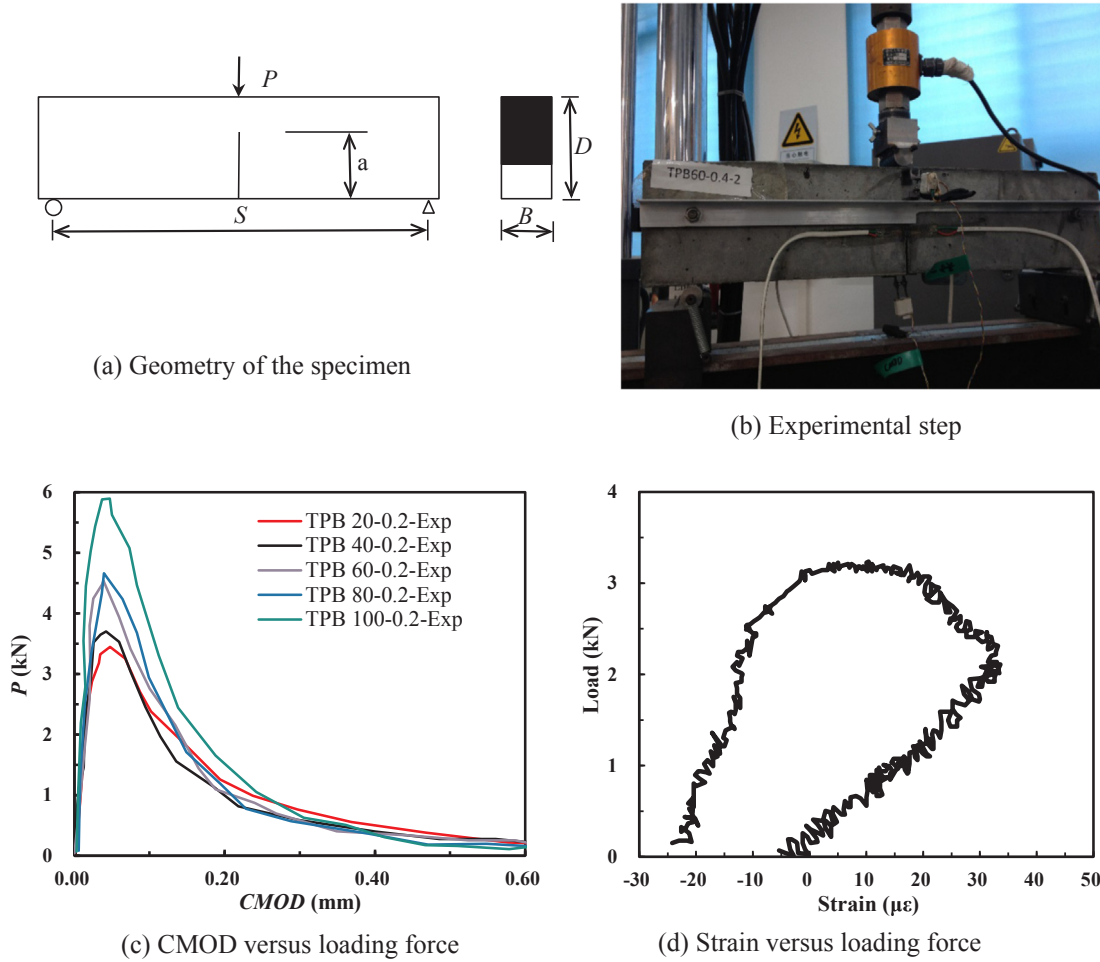 P
a
D
S
B
(a) Geometry of the specimen
TPB60-0.4-2
(b) Experimental step
6
5
4
3
2
1
0
P (kN)
TPB 20-0.2-Exp
TPB 40-0.2-Exp
TPB 60-0.2-Exp
TPB 80-0.2-Exp
TPB 100-0.2-Exp
0.00 0.20 0.40 0.60
CMOD (mm)
(c) CMOD versus loading force
4
3
2
1
0
Load (kN)
-30 -20 -10 0 10 20 30 40 50
Strain (με)
(d) Strain versus loading force